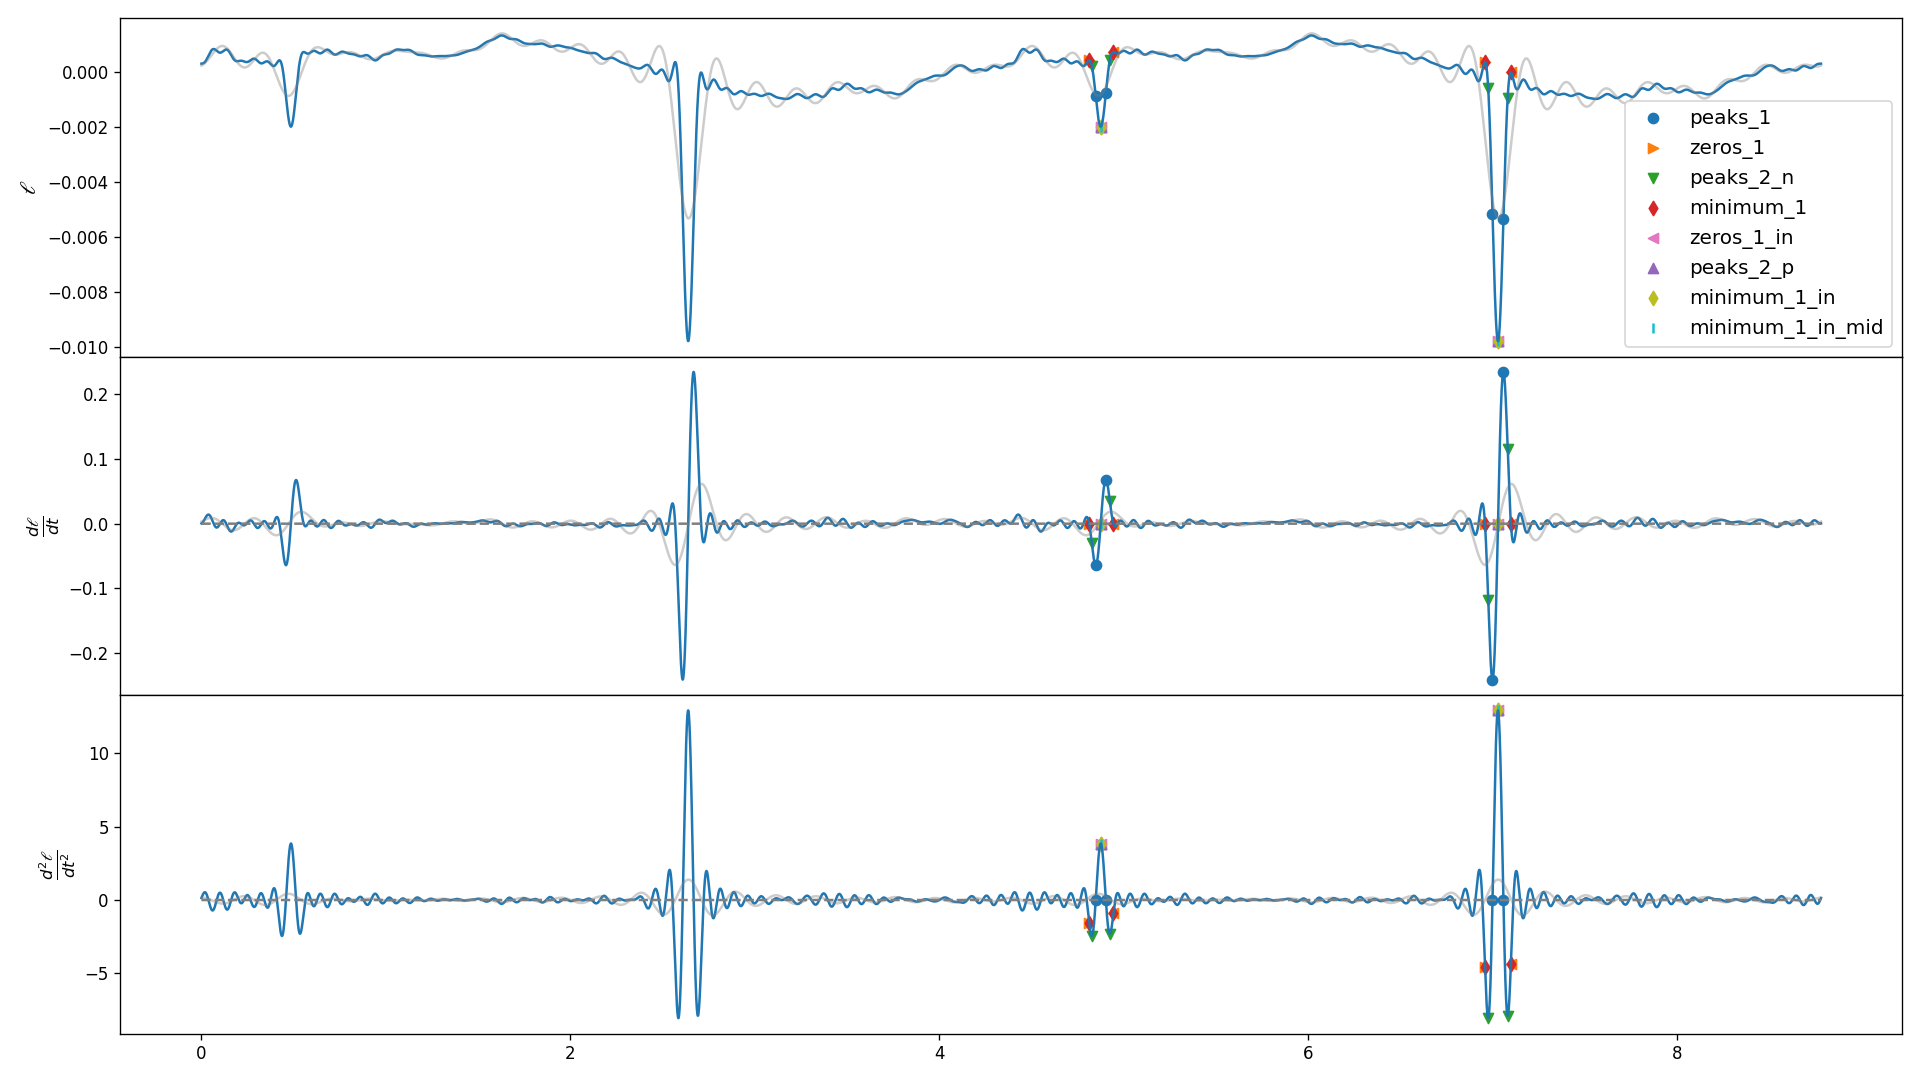 ℓ
0.000
−0.002
−0.004
−0.006
−0.008
−0.010
peaks_1
zeros_1
peaks_2_n
minimum_1
zeros_1_in
peaks_2_p
minimum_1_in
minimum_1_in_mid
dℓ
dt
0.2
0.1
0.0
−0.1
−0.2
d²ℓ
dt²
10
5
0
−5
0 2 4 6 8